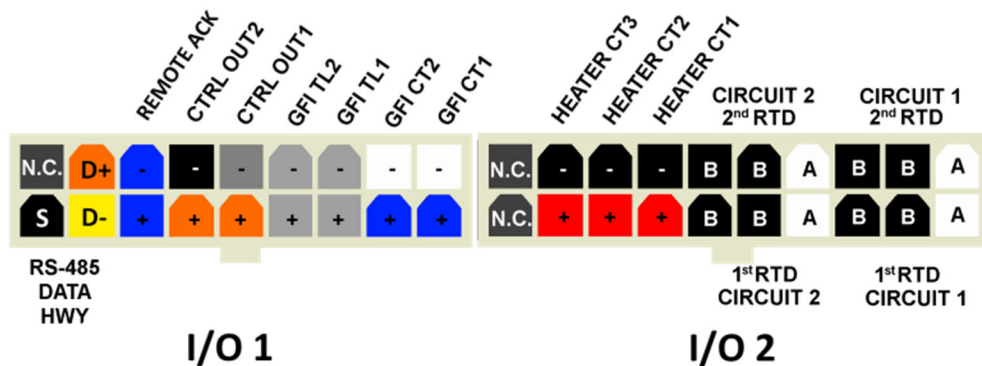 REMOTE ACK
CTRL OUT2
CTRL OUT1
GFI TL2
GFI TL1
GFI CT2
GFI CT1
HEATER CT3
HEATER CT2
HEATER CT1
CIRCUIT 2
2nd RTD
CIRCUIT 1
2nd RTD
N.C. D+ - - - - - - -
S D- + + + + + + +
N.C. - - - B B A B B A
N.C. + + + B B A B B A
RS-485
DATA
HWY
1st RTD
CIRCUIT 2
1st RTD
CIRCUIT 1
I/O 1
I/O 2